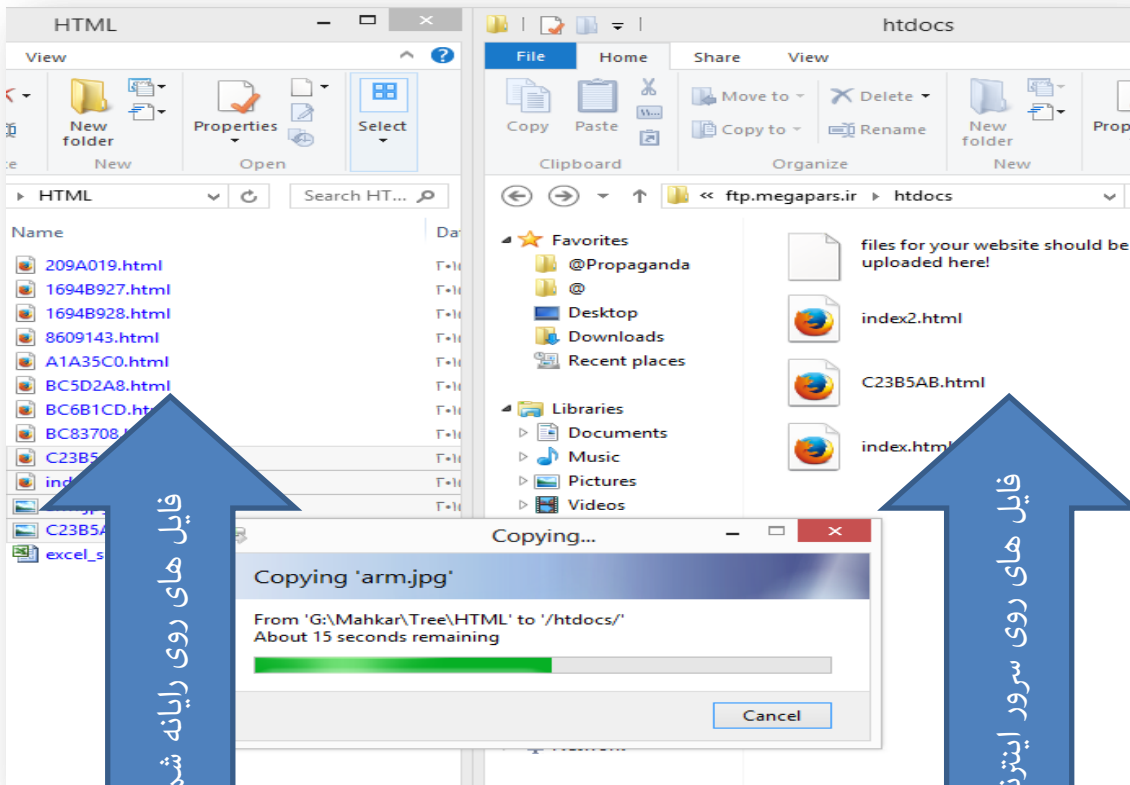 HTML
View
New folder
Properties
Select
New
Open
HTML
Search HT...
Name
209A019.html
1694B927.html
1694B928.html
8609143.html
A1A35C0.html
BC5D2A8.html
BC6B1CD.ht
BC83708
C23B5
ind
C23B5A
excel_s
فایل های روی رایانه
htdocs
File
Home
Share
View
Copy
Paste
Move to
Copy to
Delete
Rename
New folder
Prop
Clipboard
Organize
New
« ftp.megapars.ir
htdocs
Favorites
@Propaganda
@
Desktop
Downloads
Recent places
Libraries
Documents
Music
Pictures
Videos
files for your website should be
uploaded here!
index2.html
C23B5AB.html
index.htm
فایل های روی سرور
Copying...
Copying 'arm.jpg'
From 'G:\Mahkar\Tree\HTML' to '/htdocs/'
About 15 seconds remaining
Cancel